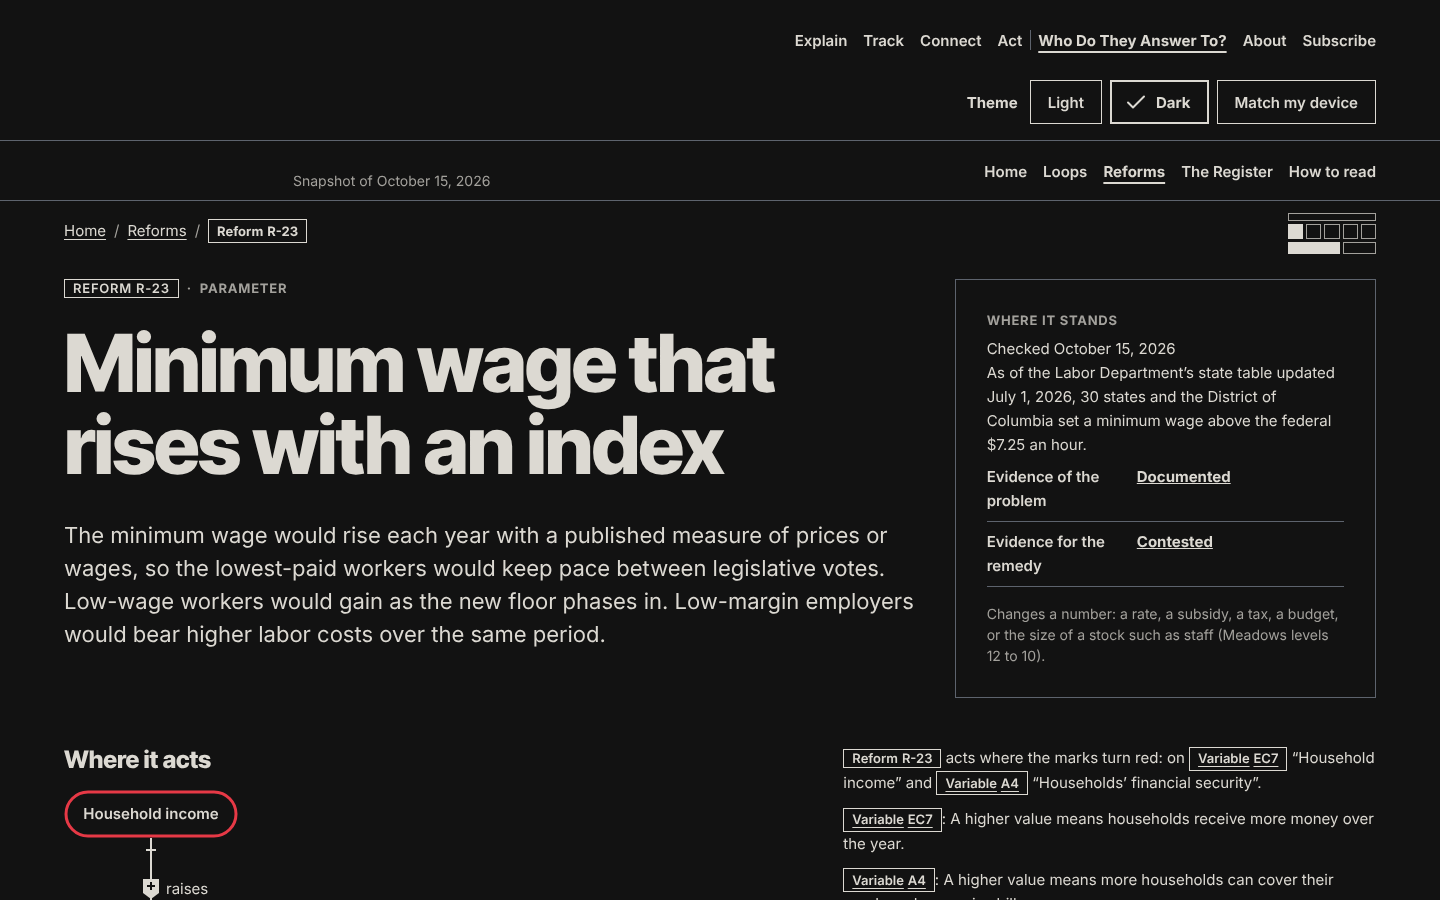 Explain Track Connect Act Who Do They Answer To? About Subscribe
Theme Light Dark Match my device
Snapshot of October 15, 2026
Home Loops Reforms The Register How to read
Home / Reforms / Reform R-23
REFORM R-23 · PARAMETER
Minimum wage that
rises with an index
The minimum wage would rise each year with a published measure of prices or
wages, so the lowest-paid workers would keep pace between legislative votes.
Low-wage workers would gain as the new floor phases in. Low-margin employers
would bear higher labor costs over the same period.
WHERE IT STANDS
Checked October 15, 2026
As of the Labor Department’s state table updated
July 1, 2026, 30 states and the District of
Columbia set a minimum wage above the federal
$7.25 an hour.
Evidence of the problem Documented
Evidence for the remedy Contested
Changes a number: a rate, a subsidy, a tax, a budget,
or the size of a stock such as staff (Meadows levels
12 to 10).
Where it acts
Household income
raises
Reform R-23 acts where the marks turn red: on Variable EC7 “Household
income” and Variable A4 “Households’ financial security”.
Variable EC7: A higher value means households receive more money over
the year.
Variable A4: A higher value means more households can cover their